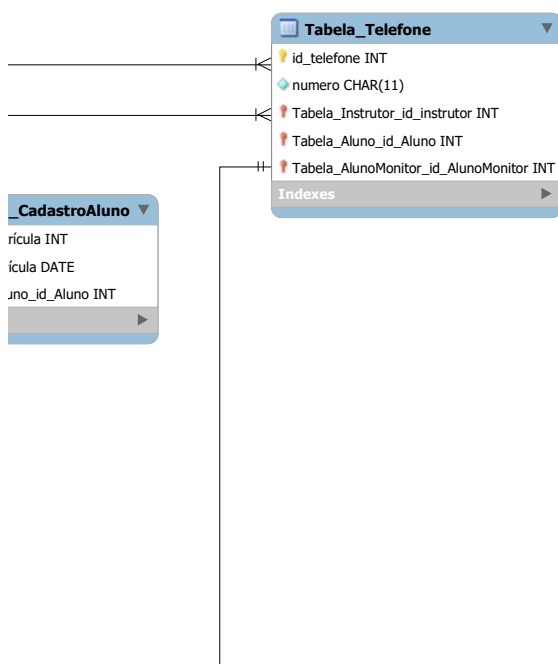 Tabela_Telefone
id_telefone INT
numero CHAR(11)
Tabela_Instrutor_id_instrutor INT
Tabela_Aluno_id_Aluno INT
Tabela_AlunoMonitor_id_AlunoMonitor INT
Indexes
_CadastroAluno
rícula INT
ícula DATE
uno_id_Aluno INT